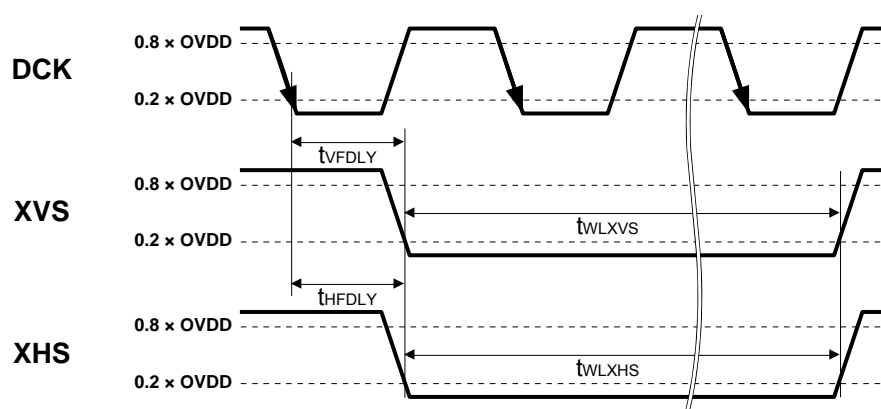 0.8 × OVDD
DCK
0.2 × OVDD
tVFDLY
0.8 × OVDD
XVS
tWLXVS
0.2 × OVDD
tHFDLY
0.8 × OVDD
XHS
tWLXHS
0.2 × OVDD